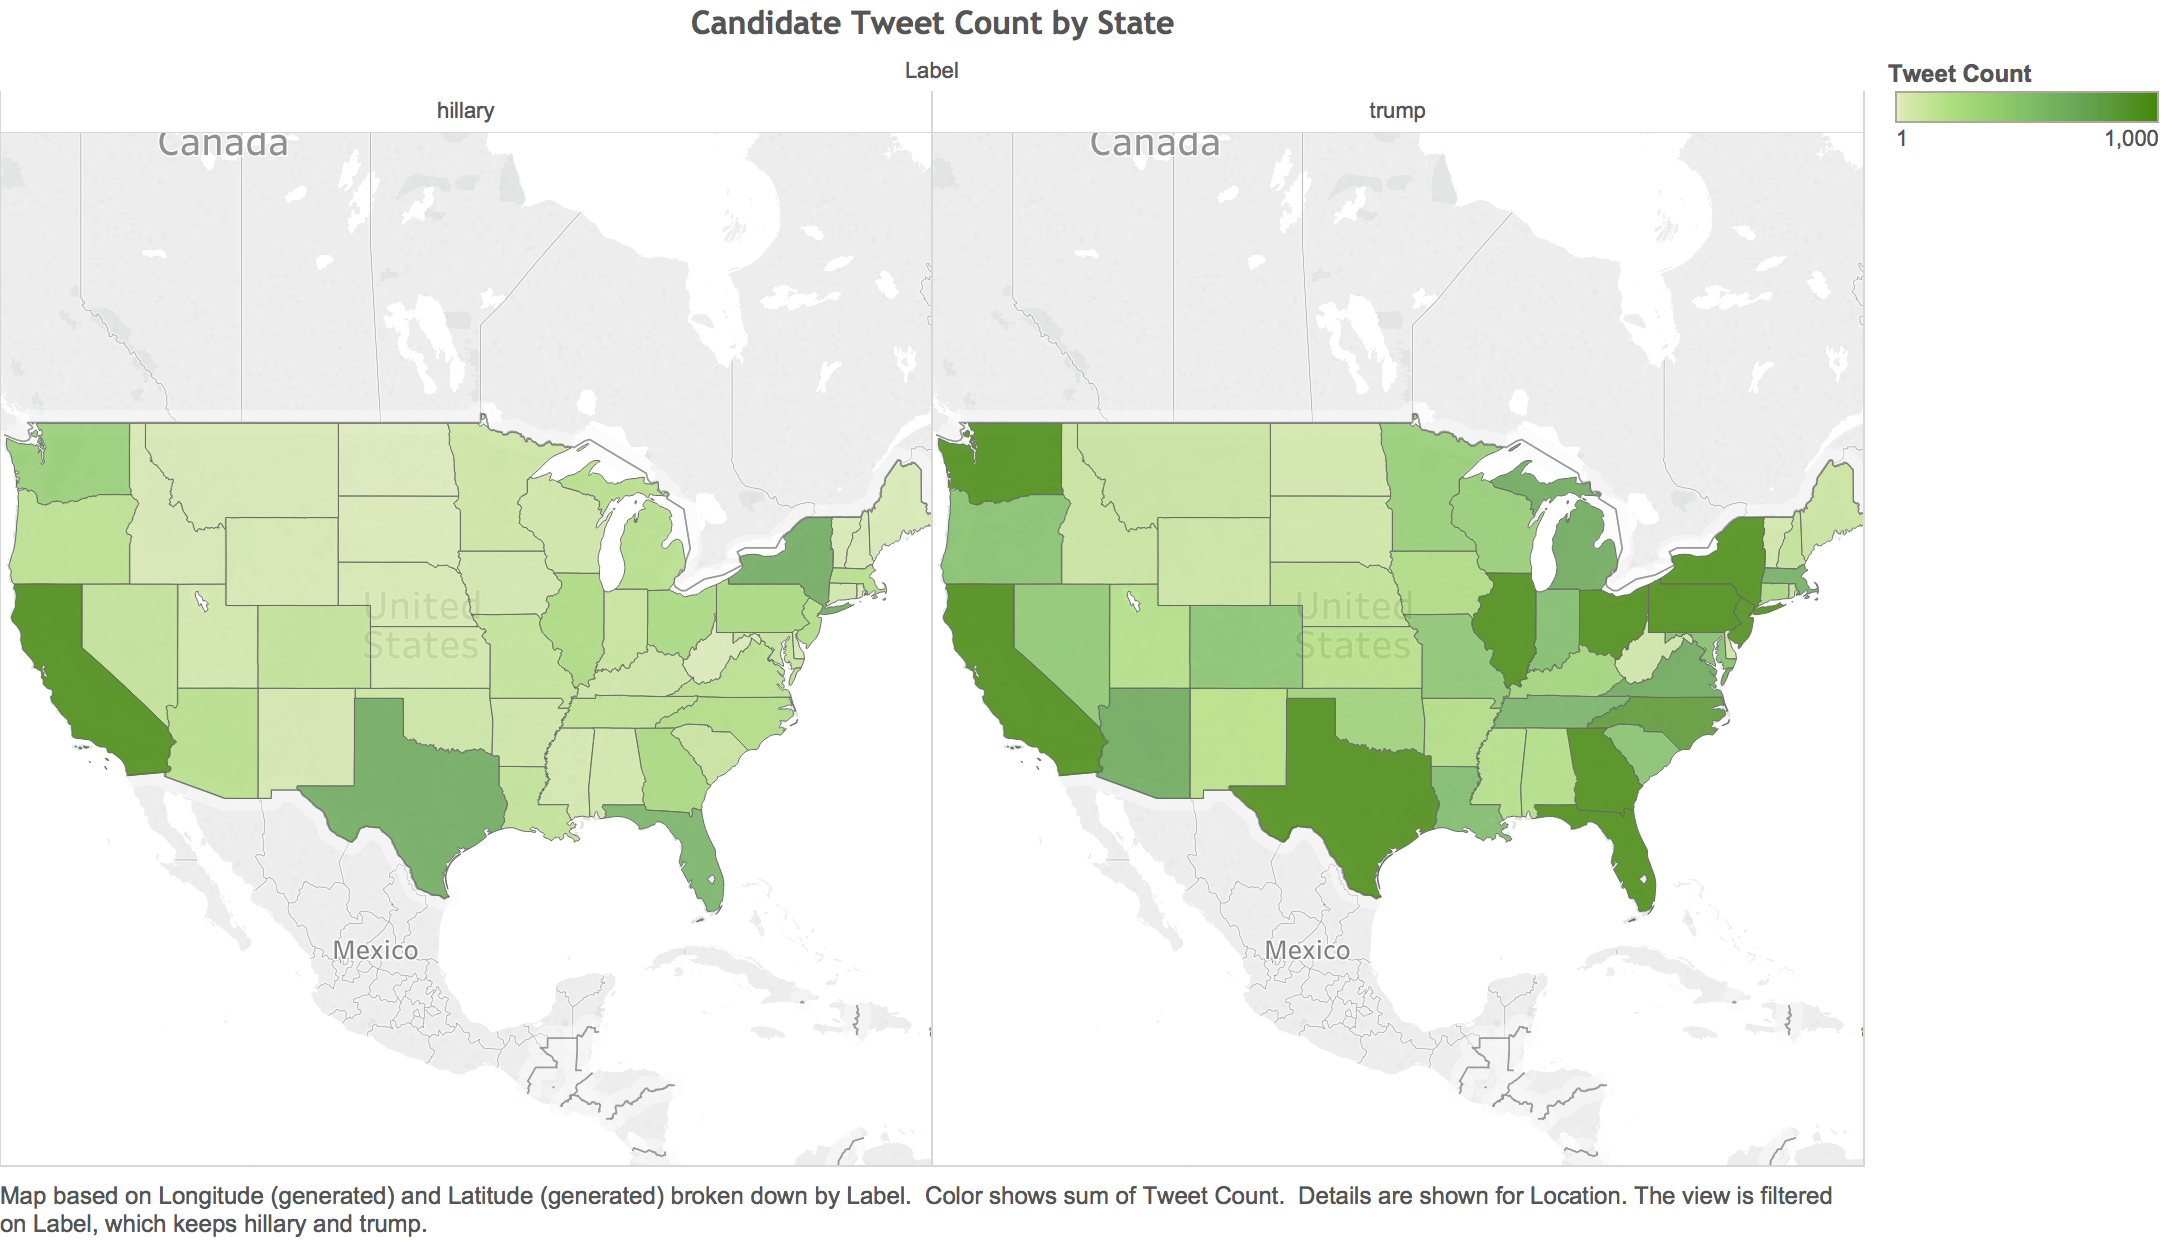 Candidate Tweet Count by State
Label
hillary
trump
Tweet Count
1
1,000
Canada
United
States
Mexico
Canada
United
States
Mexico
Map based on Longitude (generated) and Latitude (generated) broken down by Label.  Color shows sum of Tweet Count.  Details are shown for Location. The view is filtered
on Label, which keeps hillary and trump.